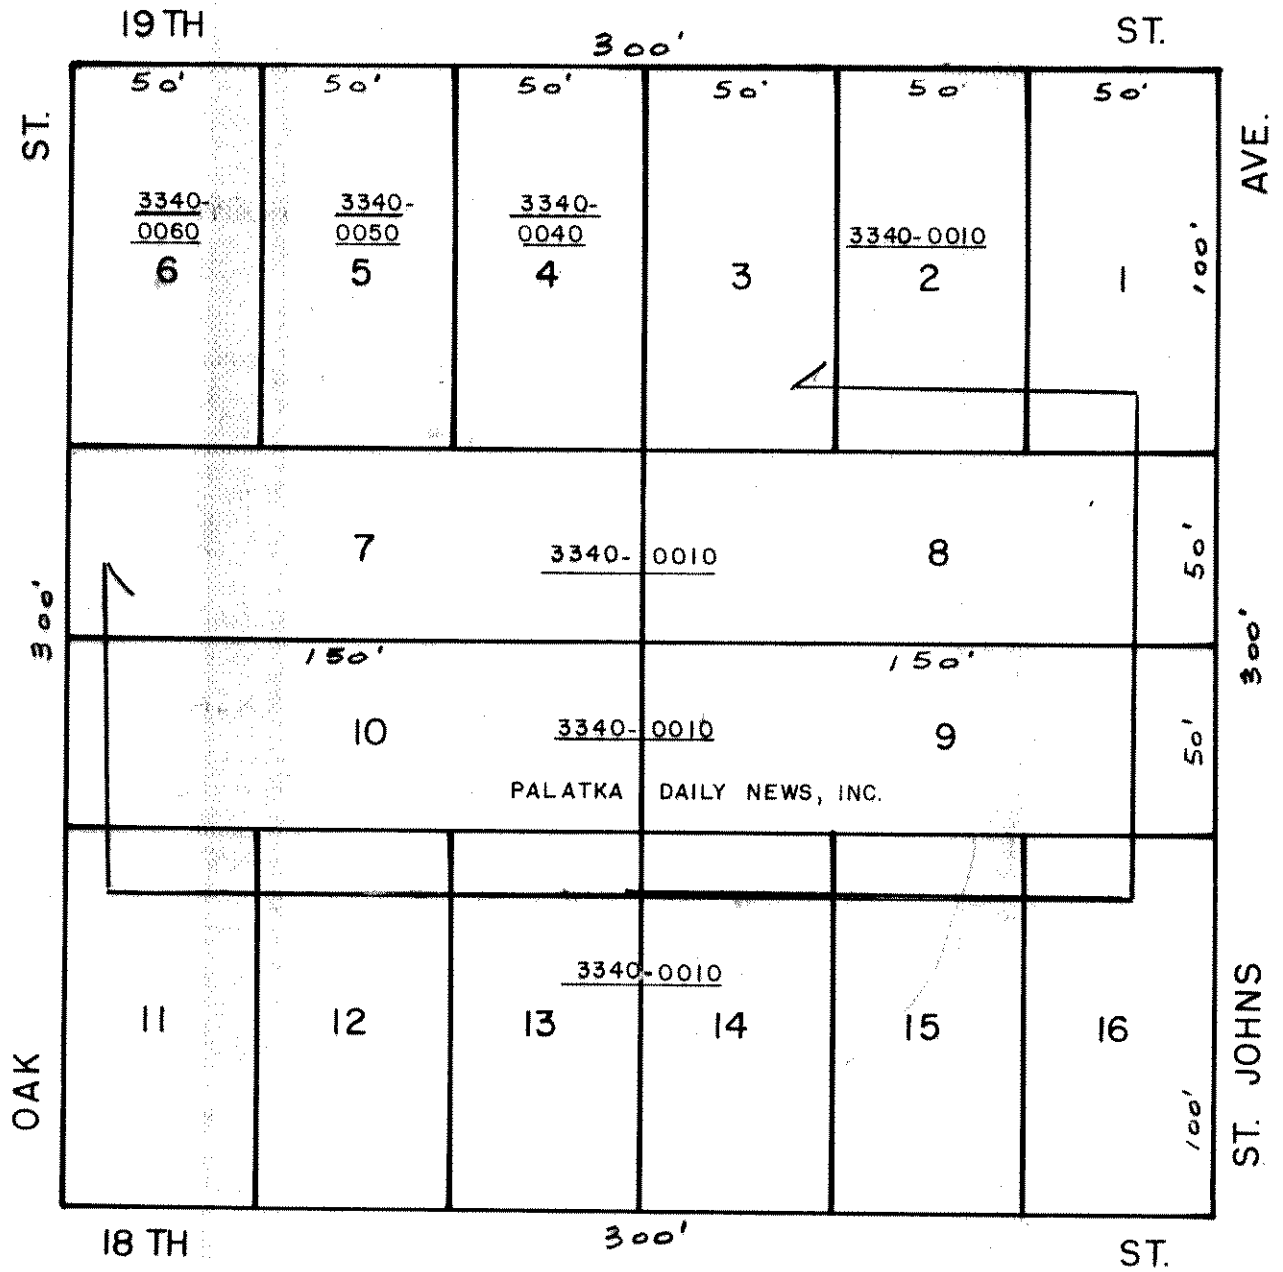 19 TH ST.
300'
50' 50' 50' 50' 50' 50'
ST.
AVE.
3340- 3340- 3340-
0060 0050 0040 3340-0010
6 5 4 3 2 1
100'
7 3340-0010 8
50'
300'
300'
150' 150'
10 3340-0010 9
50'
PALATKA DAILY NEWS, INC.
3340-0010
11 12 13 14 15 16
OAK
ST. JOHNS
100'
18 TH ST.
300'